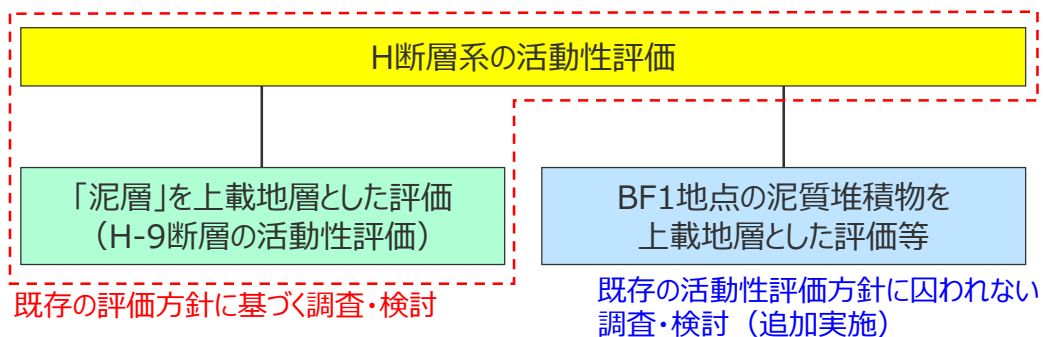 H断層系の活動性評価
「泥層」を上載地層とした評価
（H-9断層の活動性評価）
BF1地点の泥質堆積物を
上載地層とした評価等
既存の評価方針に基づく調査・検討
既存の活動性評価方針に囚われない
調査・検討（追加実施）